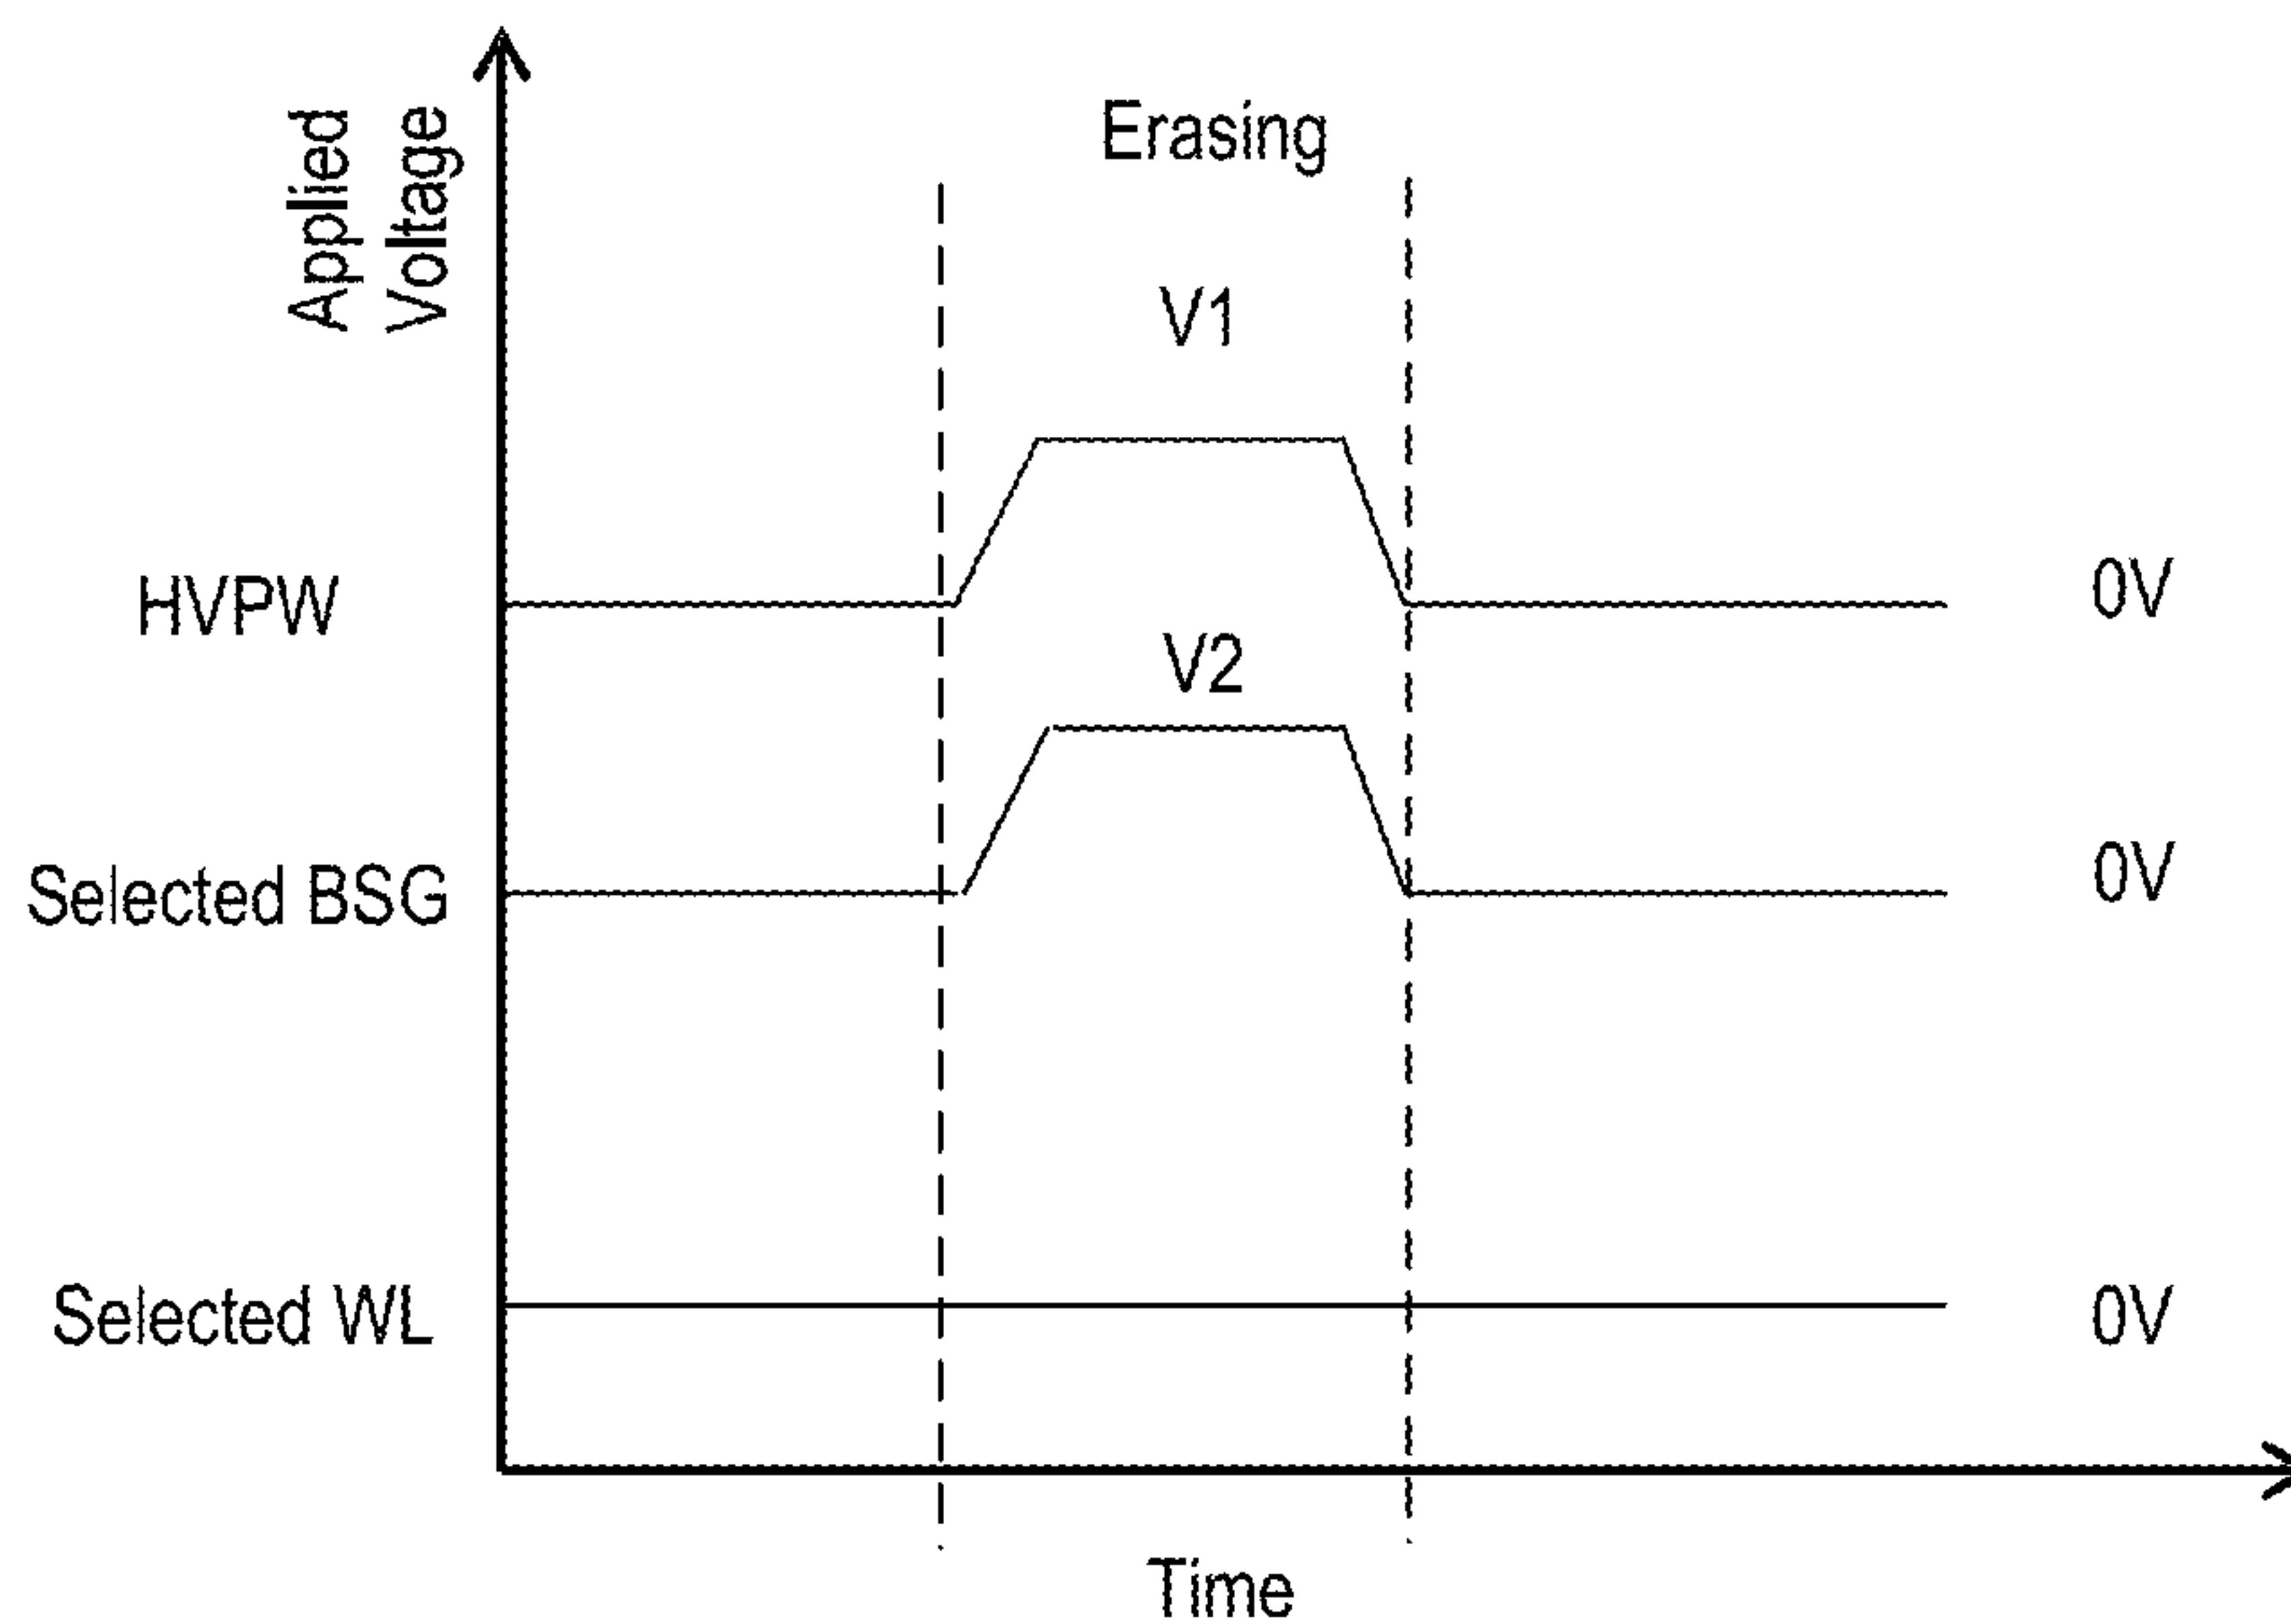 Applied
Voltage
Erasing
V1
HVPW
0V
V2
Selected BSG
0V
Selected WL
0V
Time